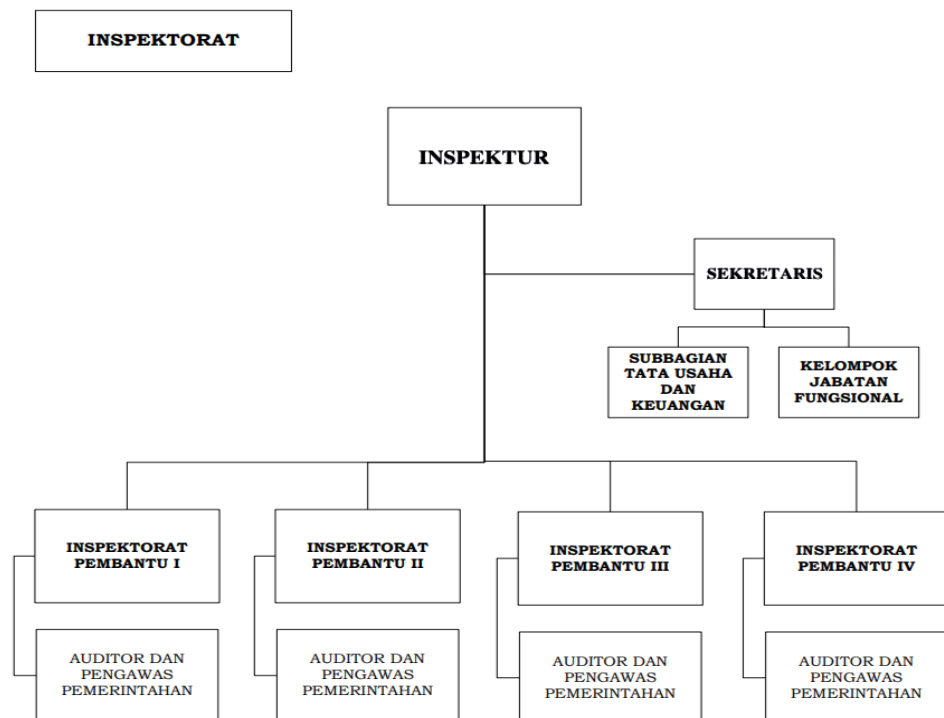 INSPEKTORAT
INSPEKTUR
SEKRETARIS
SUBBAGIAN
TATA USAHA
DAN
KEUANGAN
KELOMPOK
JABATAN
FUNGSIONAL
INSPEKTORAT
PEMBANTU I
INSPEKTORAT
PEMBANTU II
INSPEKTORAT
PEMBANTU III
INSPEKTORAT
PEMBANTU IV
AUDITOR DAN
PENGAWAS
PEMERINTAHAN
AUDITOR DAN
PENGAWAS
PEMERINTAHAN
AUDITOR DAN
PENGAWAS
PEMERINTAHAN
AUDITOR DAN
PENGAWAS
PEMERINTAHAN